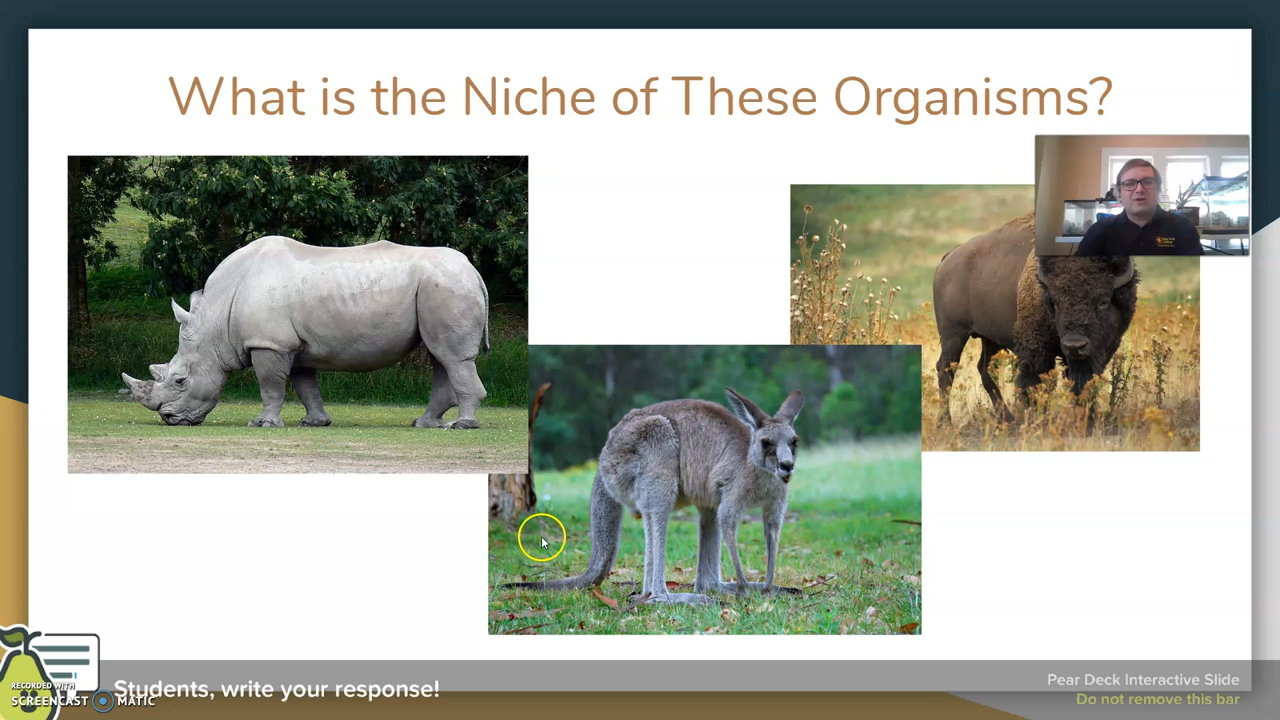 What is the Niche of These Organisms?
RECORDED WITH
SCREENCAST MATIC
Students, write your response!
Pear Deck Interactive Slide
Do not remove this bar